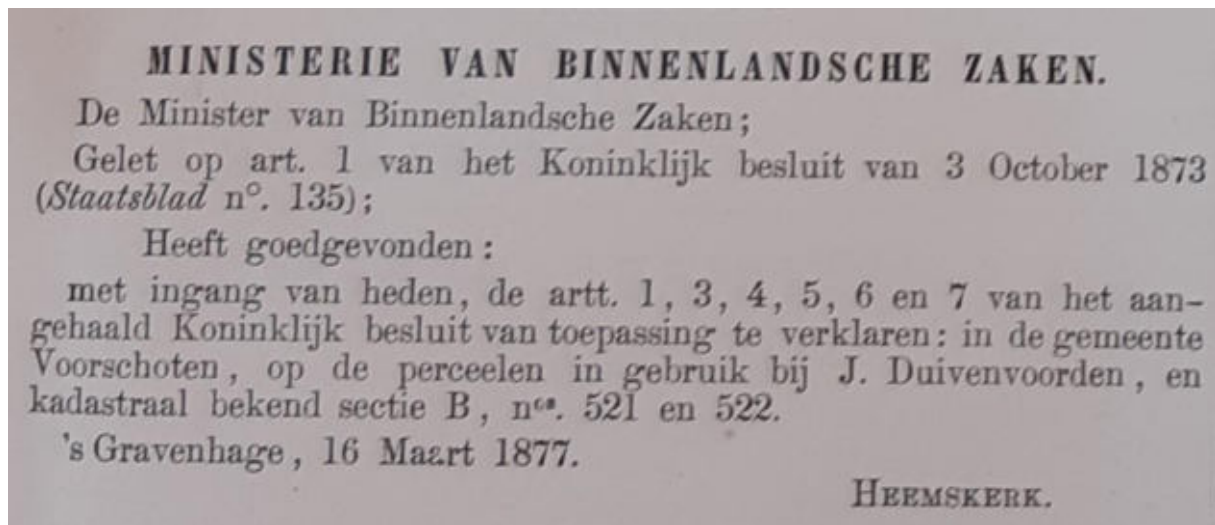 MINISTERIE VAN BINNENLANDSCHE ZAKEN.
De Minister van Binnenlandsche Zaken;
Gelet op art. 1 van het Koninklijk besluit van 3 October 1873
(Staatsblad n°. 135);
Heeft goedgevonden:
met ingang van heden, de artt. 1, 3, 4, 5, 6 en 7 van het aan-
gehaald Koninklijk besluit van toepassing te verklaren: in de gemeente
Voorschoten, op de perceelen in gebruik bij J. Duivenvoorden, en
kadastraal bekend sectie B, nos. 521 en 522.
's Gravenhage, 16 Maart 1877.
HEEMSKERK.